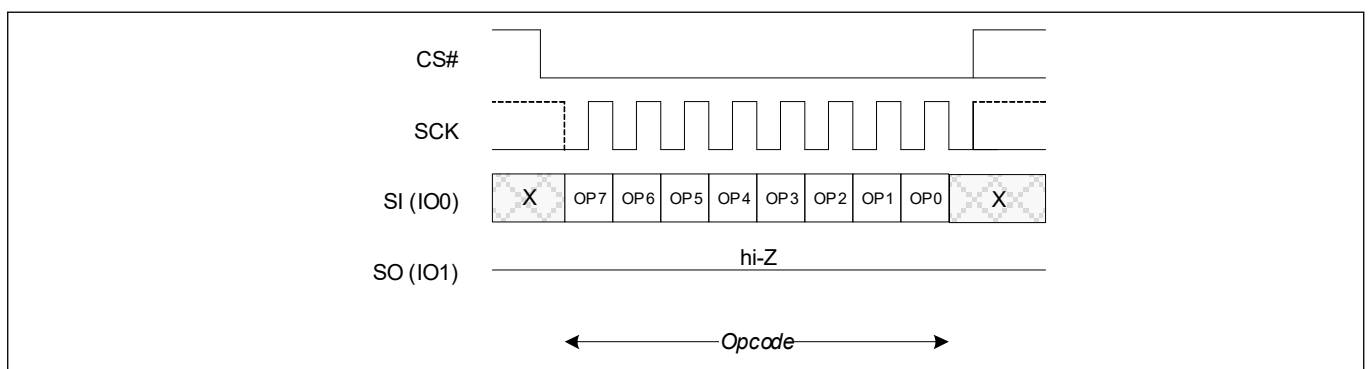 CS#
SCK
SI (IO0) X OP7 OP6 OP5 OP4 OP3 OP2 OP1 OP0 X
hi-Z
SO (IO1)
Opcode